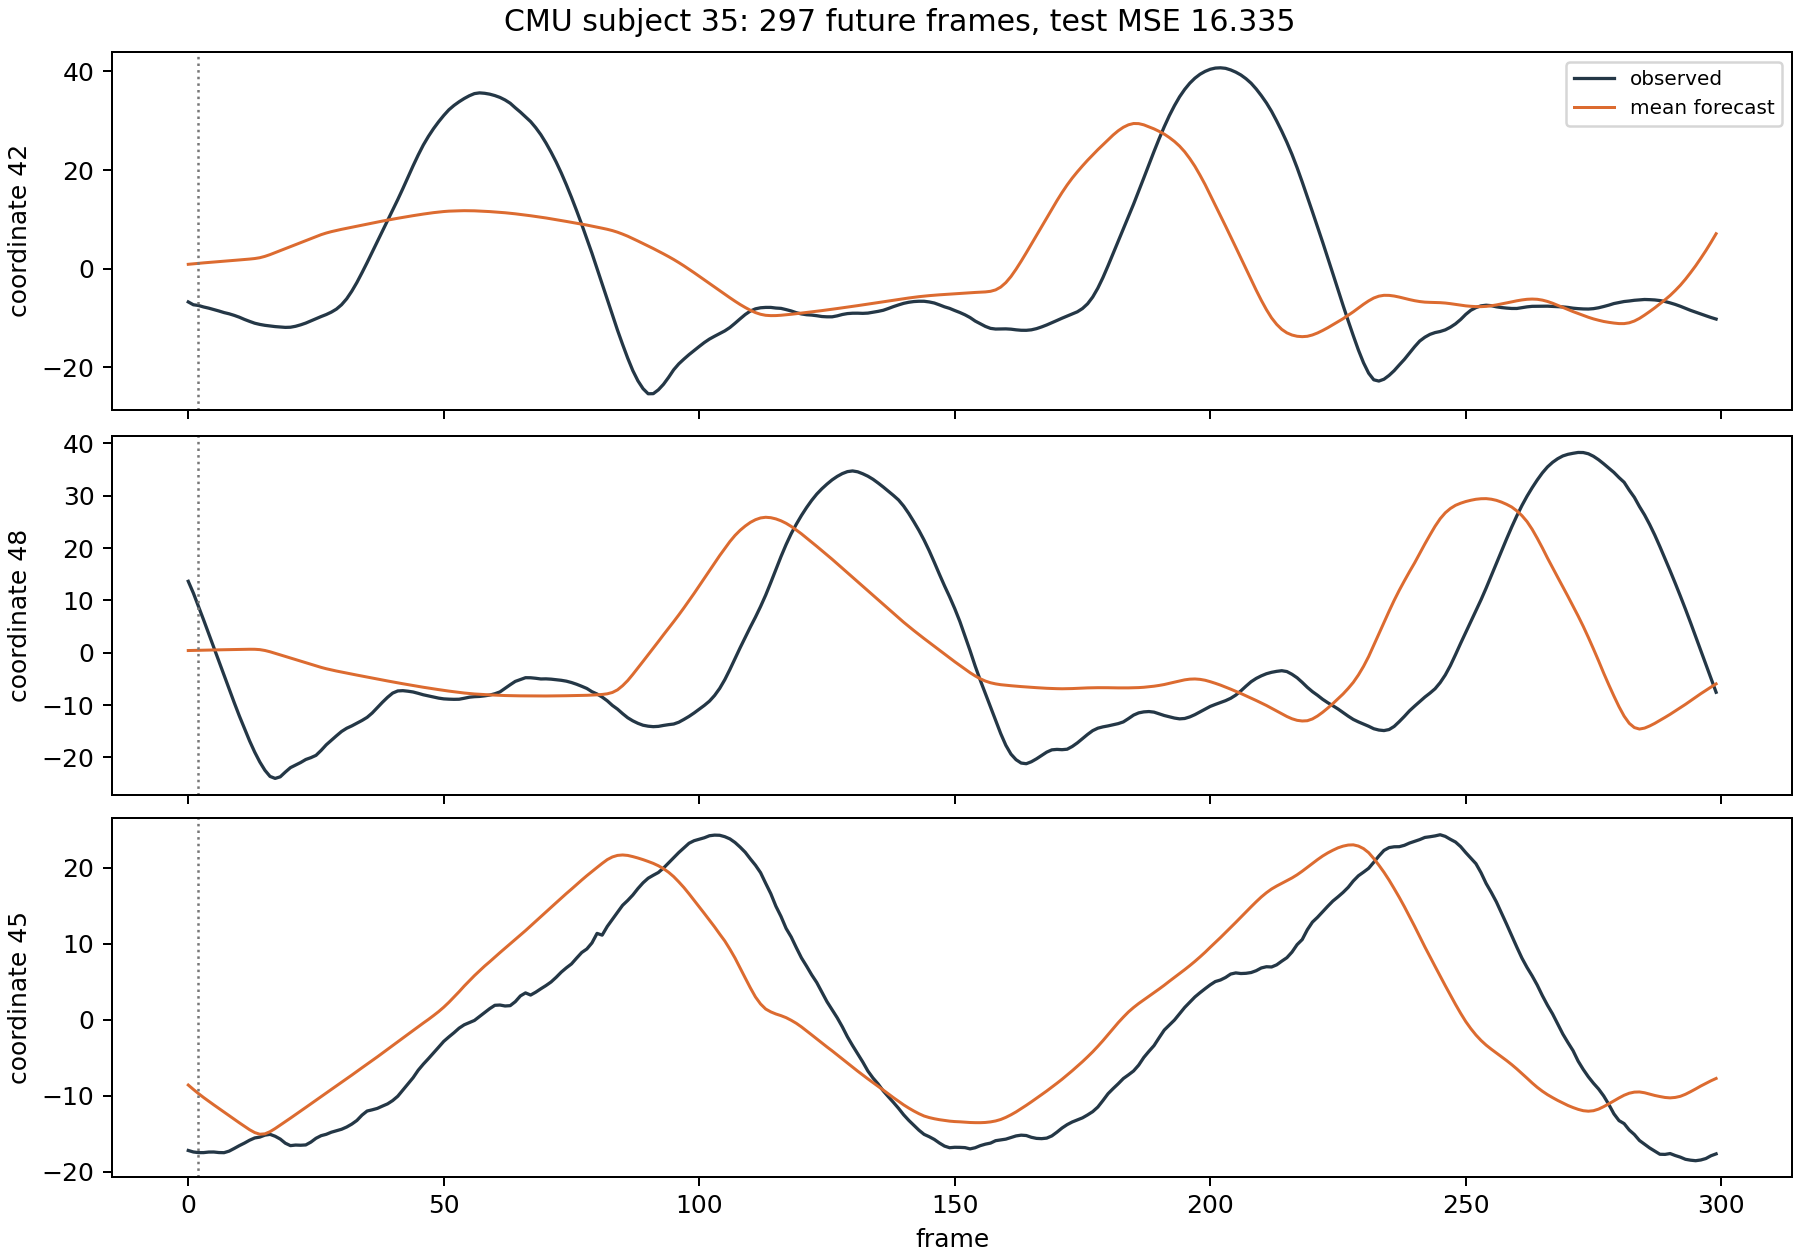 CMU subject 35: 297 future frames, test MSE 16.335
observed
mean forecast
coordinate 42
40
20
0
−20
coordinate 48
40
30
20
10
0
−10
−20
coordinate 45
20
10
0
−10
−20
0 50 100 150 200 250 300
frame